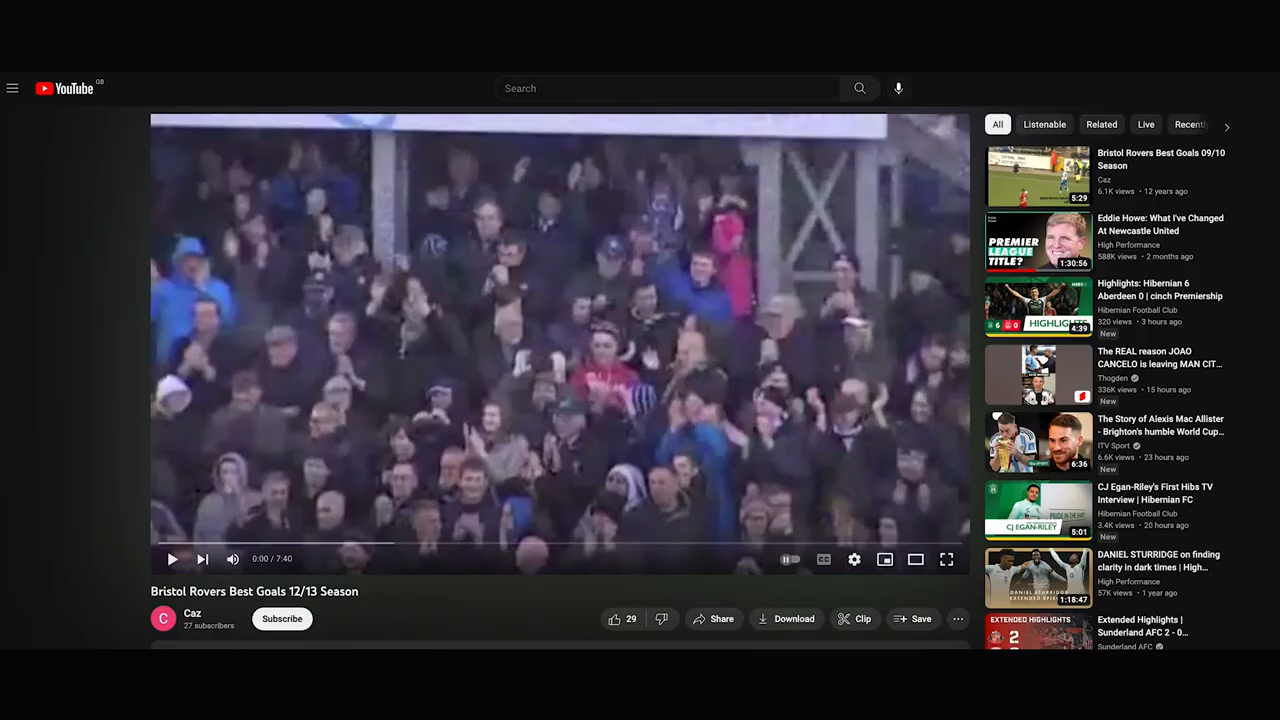 YouTube GB
Search
All
Listenable
Related
Live
Recently
Bristol Rovers Best Goals 09/10
Season
Caz
6.1K views • 12 years ago
5:29
Eddie Howe: What I've Changed
At Newcastle United
High Performance
588K views • 2 months ago
PREMIER
LEAGUE
TITLE?
1:30:56
Highlights: Hibernian 6
Aberdeen 0 | cinch Premiership
Hibernian Football Club
320 views • 3 hours ago
New
6
0
HIGHLIGHTS
4:39
The REAL reason JOAO
CANCELO is leaving MAN CIT...
Thogden
336K views • 15 hours ago
New
The Story of Alexis Mac Allister
- Brighton's humble World Cup...
ITV Sport
6.6K views • 23 hours ago
New
6:36
CJ Egan-Riley's First Hibs TV
Interview | Hibernian FC
Hibernian Football Club
3.4K views • 20 hours ago
New
PRIDE IN THE
CJ EGAN-RILEY
5:01
DANIEL STURRIDGE on finding
clarity in dark times | High...
High Performance
57K views • 1 year ago
DANIEL STURRIDGE
1:18:47
Extended Highlights |
Sunderland AFC 2 - 0...
Sunderland AFC
EXTENDED HIGHLIGHTS
2
0:00 / 7:40
CC
Bristol Rovers Best Goals 12/13 Season
C
Caz
27 subscribers
Subscribe
29
Share
Download
Clip
Save